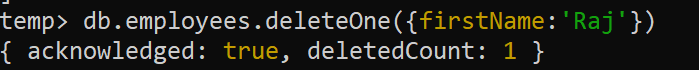 temp> db.employees.deleteOne({firstName:'Raj'})
{ acknowledged: true, deletedCount: 1 }